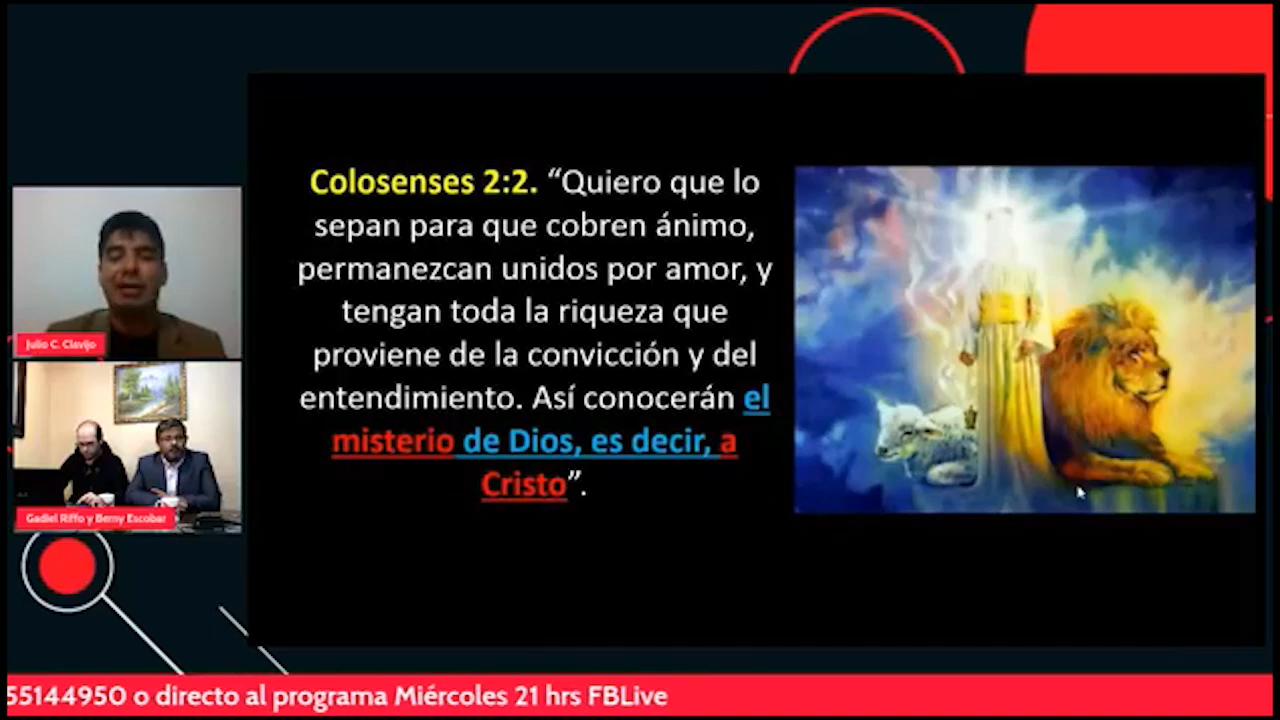 Colosenses 2:2. “Quiero que lo
sepan para que cobren ánimo,
permanezcan unidos por amor, y
tengan toda la riqueza que
proviene de la convicción y del
entendimiento. Así conocerán el
misterio de Dios, es decir, a
Cristo”.
Julio C. Clavijo
Gadiel Riffo y Berny Escobar
55144950 o directo al programa Miércoles 21 hrs FBLive